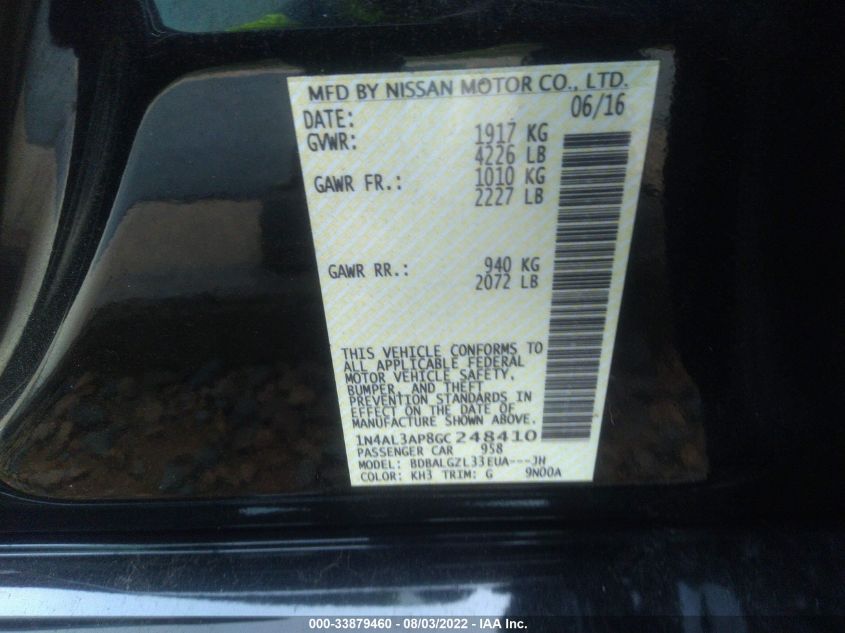 MFD BY NISSAN MOTOR CO., LTD.
DATE: 06/16
GVWR: 1917 KG
4226 LB
GAWR FR.: 1010 KG
2227 LB
GAWR RR.: 940 KG
2072 LB
THIS VEHICLE CONFORMS TO
ALL APPLICABLE FEDERAL
MOTOR VEHICLE SAFETY,
BUMPER, AND THEFT
PREVENTION STANDARDS IN
EFFECT ON THE DATE OF
MANUFACTURE SHOWN ABOVE.
1N4AL3AP8GC248410
PASSENGER CAR 958
MODEL: BDBALGZL33EUA---JH
COLOR: KH3 TRIM: G 9N00A
000-33879460 - 08/03/2022 - IAA Inc.